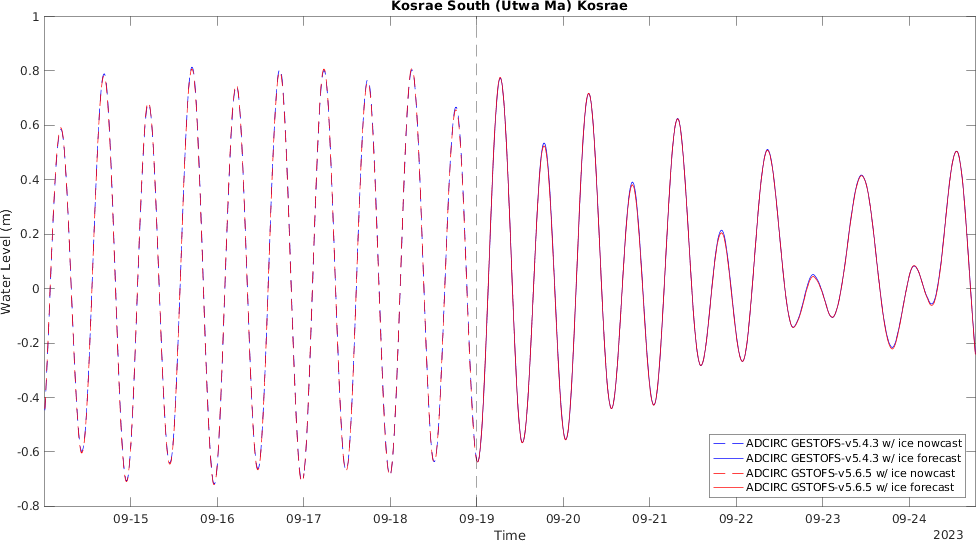 Kosrae South (Utwa Ma) Kosrae
1
0.8
0.6
0.4
0.2
0
-0.2
-0.4
-0.6
-0.8
Water Level (m)
ADCIRC GESTOFS-v5.4.3 w/ ice nowcast
ADCIRC GESTOFS-v5.4.3 w/ ice forecast
ADCIRC GSTOFS-v5.6.5 w/ ice nowcast
ADCIRC GSTOFS-v5.6.5 w/ ice forecast
09-15 09-16 09-17 09-18 09-19 09-20 09-21 09-22 09-23 09-24
Time
2023